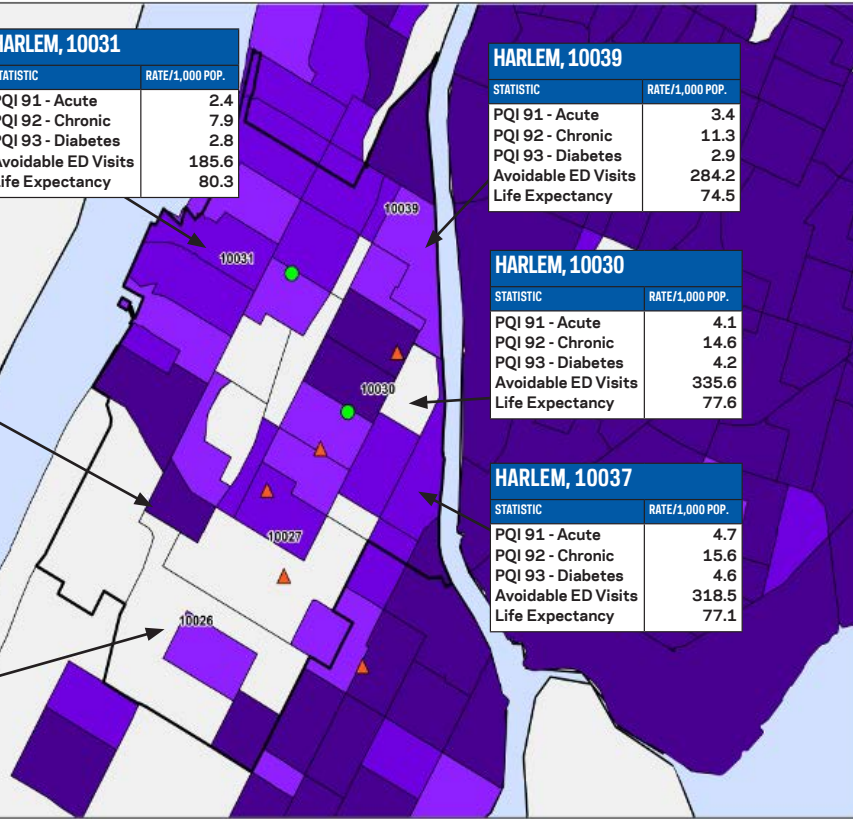 HARLEM, 10031
TATISTIC RATE/1,000 POP.
PQI 91 - Acute 2.4
PQI 92 - Chronic 7.9
PQI 93 - Diabetes 2.8
Avoidable ED Visits 185.6
Life Expectancy 80.3
HARLEM, 10039
STATISTIC RATE/1,000 POP.
PQI 91 - Acute 3.4
PQI 92 - Chronic 11.3
PQI 93 - Diabetes 2.9
Avoidable ED Visits 284.2
Life Expectancy 74.5
HARLEM, 10030
STATISTIC RATE/1,000 POP.
PQI 91 - Acute 4.1
PQI 92 - Chronic 14.6
PQI 93 - Diabetes 4.2
Avoidable ED Visits 335.6
Life Expectancy 77.6
HARLEM, 10037
STATISTIC RATE/1,000 POP.
PQI 91 - Acute 4.7
PQI 92 - Chronic 15.6
PQI 93 - Diabetes 4.6
Avoidable ED Visits 318.5
Life Expectancy 77.1
10039
10031
10030
10027
10026